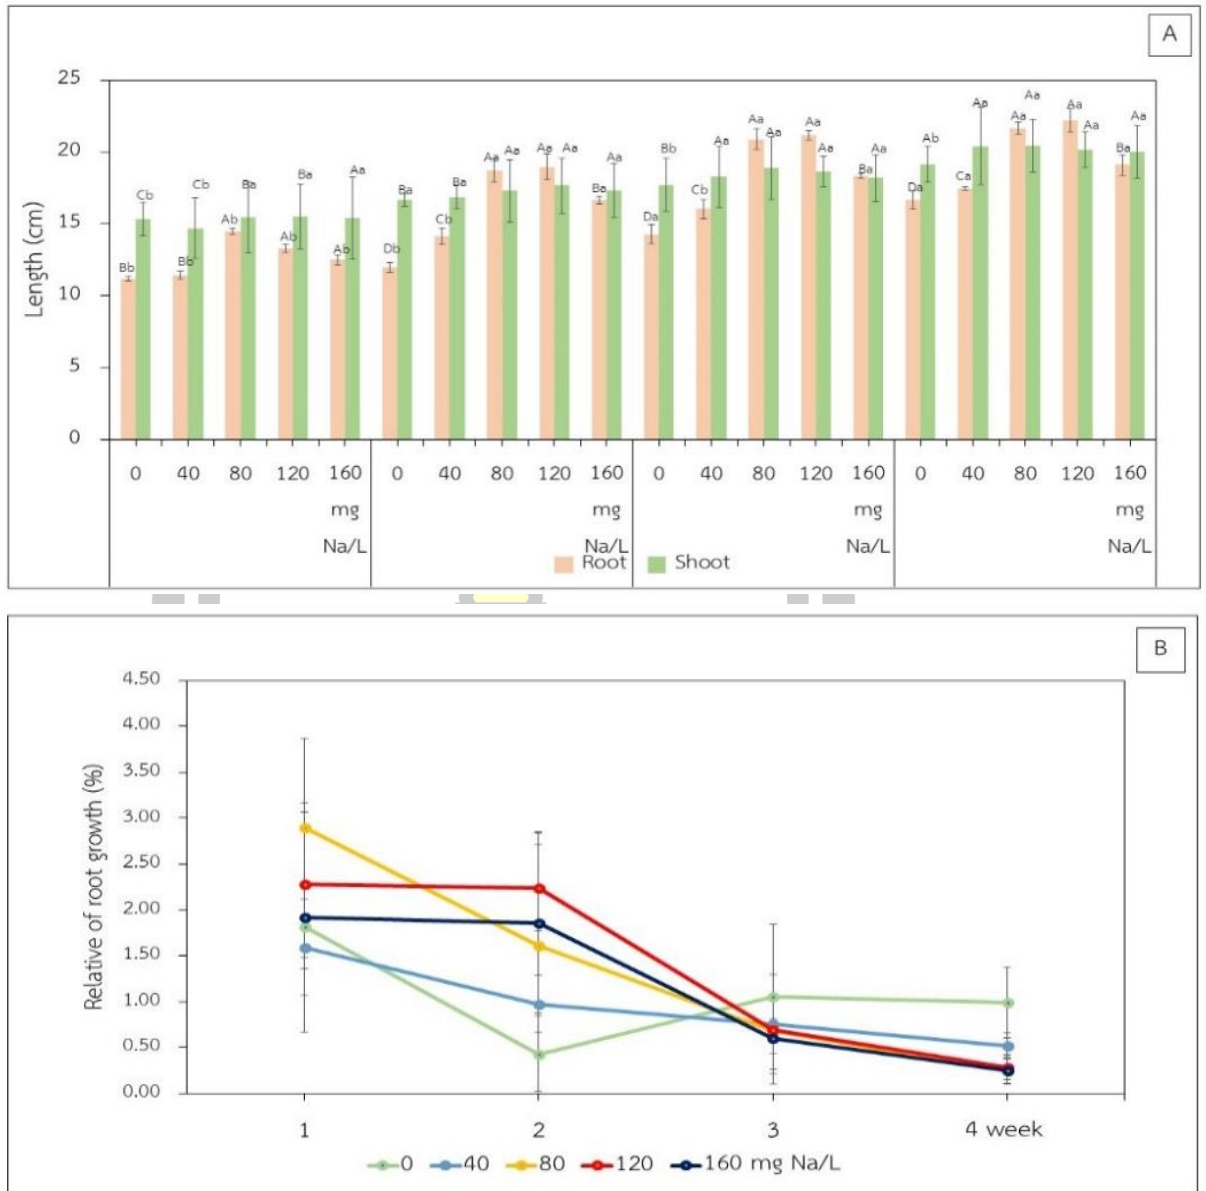 A
25
20
15
10
5
0
Length (cm)
Bb Cb Bb Cb Ab Ba Ab Ba Ab Aa Db Ba Cb Ba Aa Aa Aa Aa Ba Aa Da Bb Cb Aa Aa Aa Aa Aa Ba Aa Da Ab Ca Aa Aa Aa Aa Aa Ba Aa
0 40 80 120 160 0 40 80 120 160 0 40 80 120 160 0 40 80 120 160
mg mg mg mg
Na/L Na/L Na/L Na/L
Root Shoot
B
4.50
4.00
3.50
3.00
2.50
2.00
1.50
1.00
0.50
0.00
Relative of root growth (%)
1 2 3 4 week
0 40 80 120 160 mg Na/L